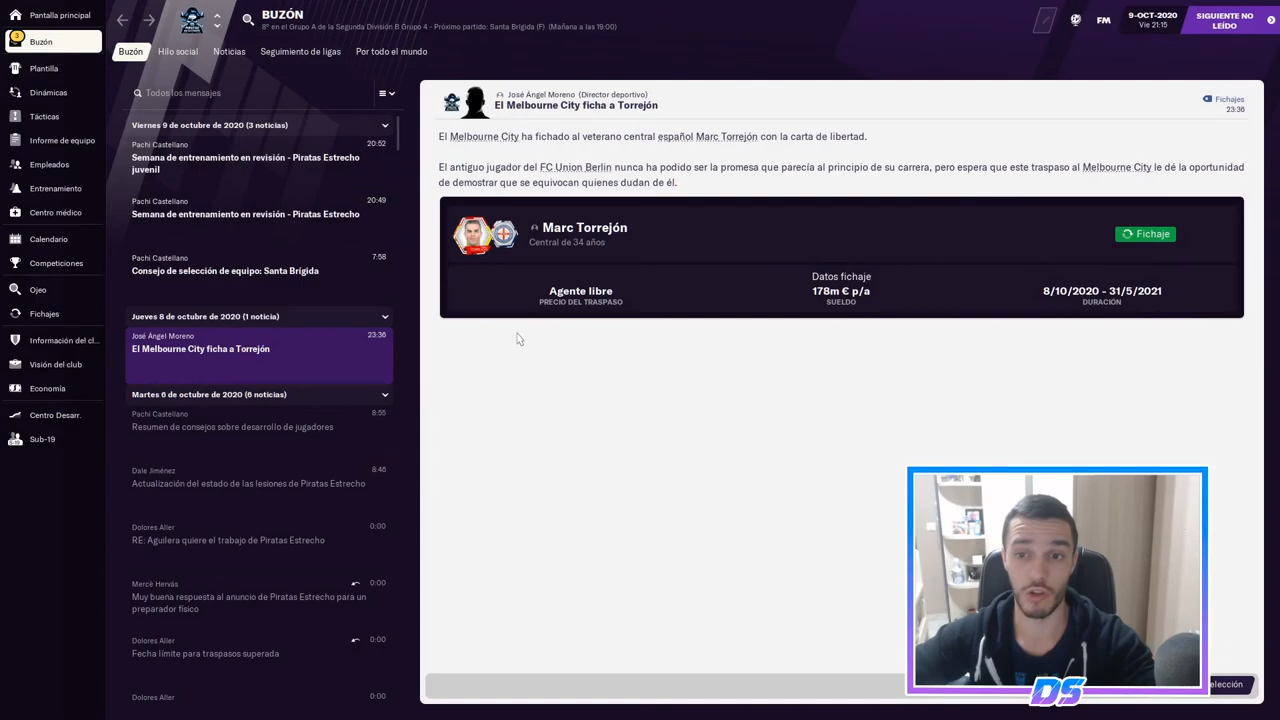 Pantalla principal
3
Buzón
Plantilla
Dinámicas
Tácticas
Informe de equipo
Empleados
Entrenamiento
Centro médico
Calendario
Competiciones
Ojeo
Fichajes
Información del cl...
Visión del club
Economía
Centro Desarr.
Sub-19
BUZÓN
8º en el Grupo A de la Segunda División B Grupo 4 - Próximo partido: Santa Brígida (F) (Mañana a las 19:00)
FM
9-OCT-2020
Vie 21:15
SIGUIENTE NO
LEÍDO
Buzón
Hilo social
Noticias
Seguimiento de ligas
Por todo el mundo
Todos los mensajes
Viernes 9 de octubre de 2020 (3 noticias)
Pachi Castellano 20:52
Semana de entrenamiento en revisión - Piratas Estrecho
juvenil
Pachi Castellano 20:49
Semana de entrenamiento en revisión - Piratas Estrecho
Pachi Castellano 7:58
Consejo de selección de equipo: Santa Brígida
Jueves 8 de octubre de 2020 (1 noticia)
José Ángel Moreno 23:36
El Melbourne City ficha a Torrejón
Martes 6 de octubre de 2020 (6 noticias)
Pachi Castellano 8:55
Resumen de consejos sobre desarrollo de jugadores
Dale Jiménez 8:46
Actualización del estado de las lesiones de Piratas Estrecho
Dolores Aller 0:00
RE: Aguilera quiere el trabajo de Piratas Estrecho
Mercè Hervás 0:00
Muy buena respuesta al anuncio de Piratas Estrecho para un
preparador físico
Dolores Aller 0:00
Fecha límite para traspasos superada
Dolores Aller 0:00
José Ángel Moreno (Director deportivo)
El Melbourne City ficha a Torrejón
Fichajes
23:36
El Melbourne City ha fichado al veterano central español Marc Torrejón con la carta de libertad.
El antiguo jugador del FC Union Berlin nunca ha podido ser la promesa que parecía al principio de su carrera, pero espera que este traspaso al Melbourne City le dé la oportunidad
de demostrar que se equivocan quienes dudan de él.
Marc Torrejón
Central de 34 años
Fichaje
Datos fichaje
Agente libre
PRECIO DEL TRASPASO
178m € p/a
SUELDO
8/10/2020 - 31/5/2021
DURACIÓN
elección
DS